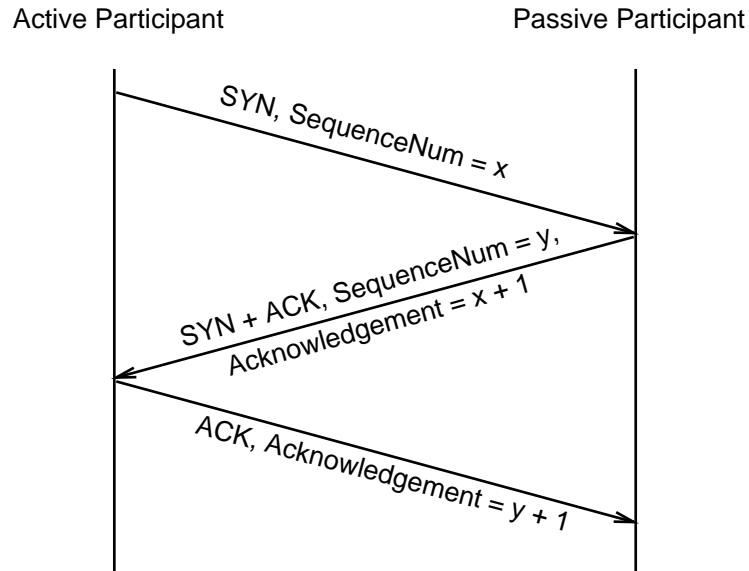 Active Participant
Passive Participant
SYN, SequenceNum = x
SYN + ACK, SequenceNum = y,
Acknowledgement = x + 1
ACK, Acknowledgement = y + 1